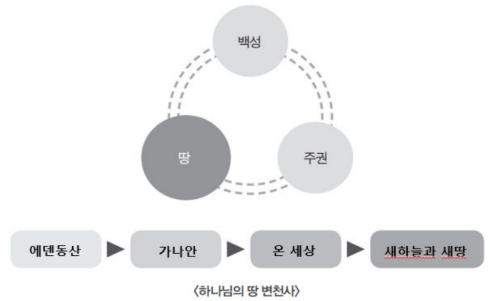 백성
땅 주권
에덴동산 가나안 온 세상 새하늘과 새땅
<하나님의 땅 변천사>